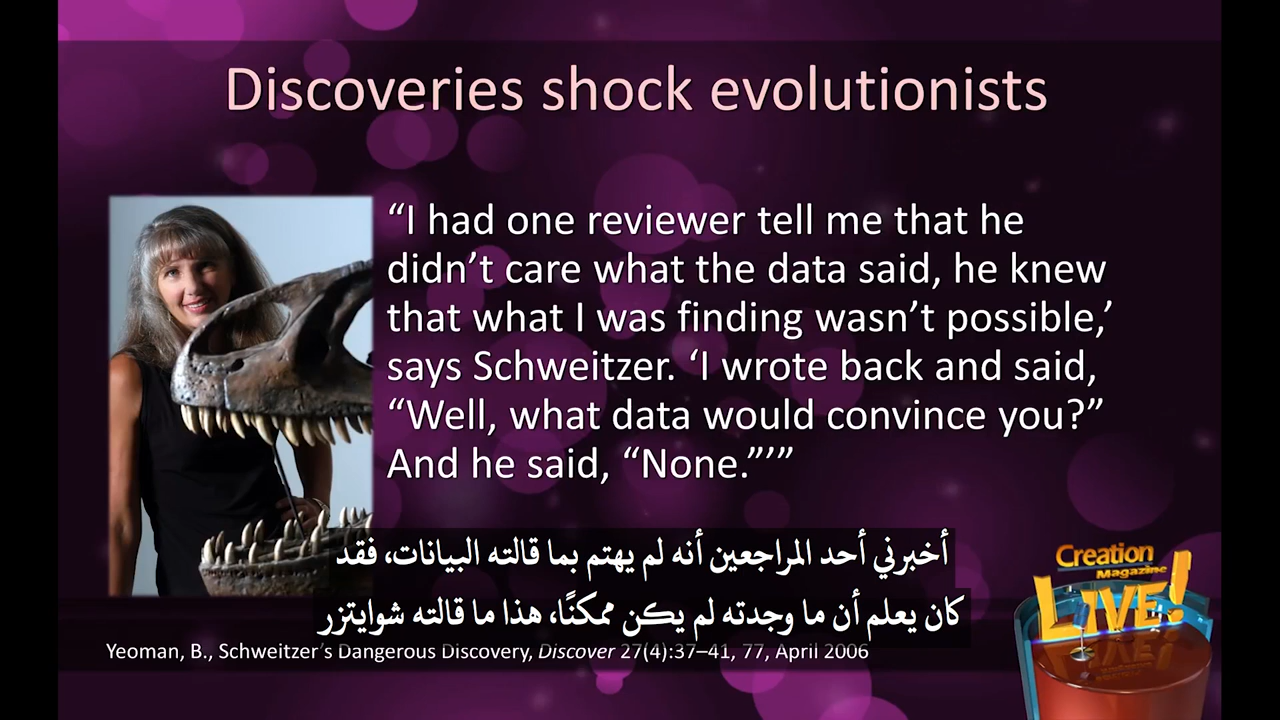 Discoveries shock evolutionists
“I had one reviewer tell me that he
didn’t care what the data said, he knew
that what I was finding wasn’t possible,’
says Schweitzer. ‘I wrote back and said,
“Well, what data would convince you?”
And he said, “None.”’”
أخبرني أحد المراجعين أنه لم يهتم بما قالته البيانات، فقد
كان يعلم أن ما وجدته لم يكن ممكنًا، هذا ما قالته شوايتزر
Yeoman, B., Schweitzer’s Dangerous Discovery, Discover 27(4):37–41, 77, April 2006
Creation
Magazine
LIVE!